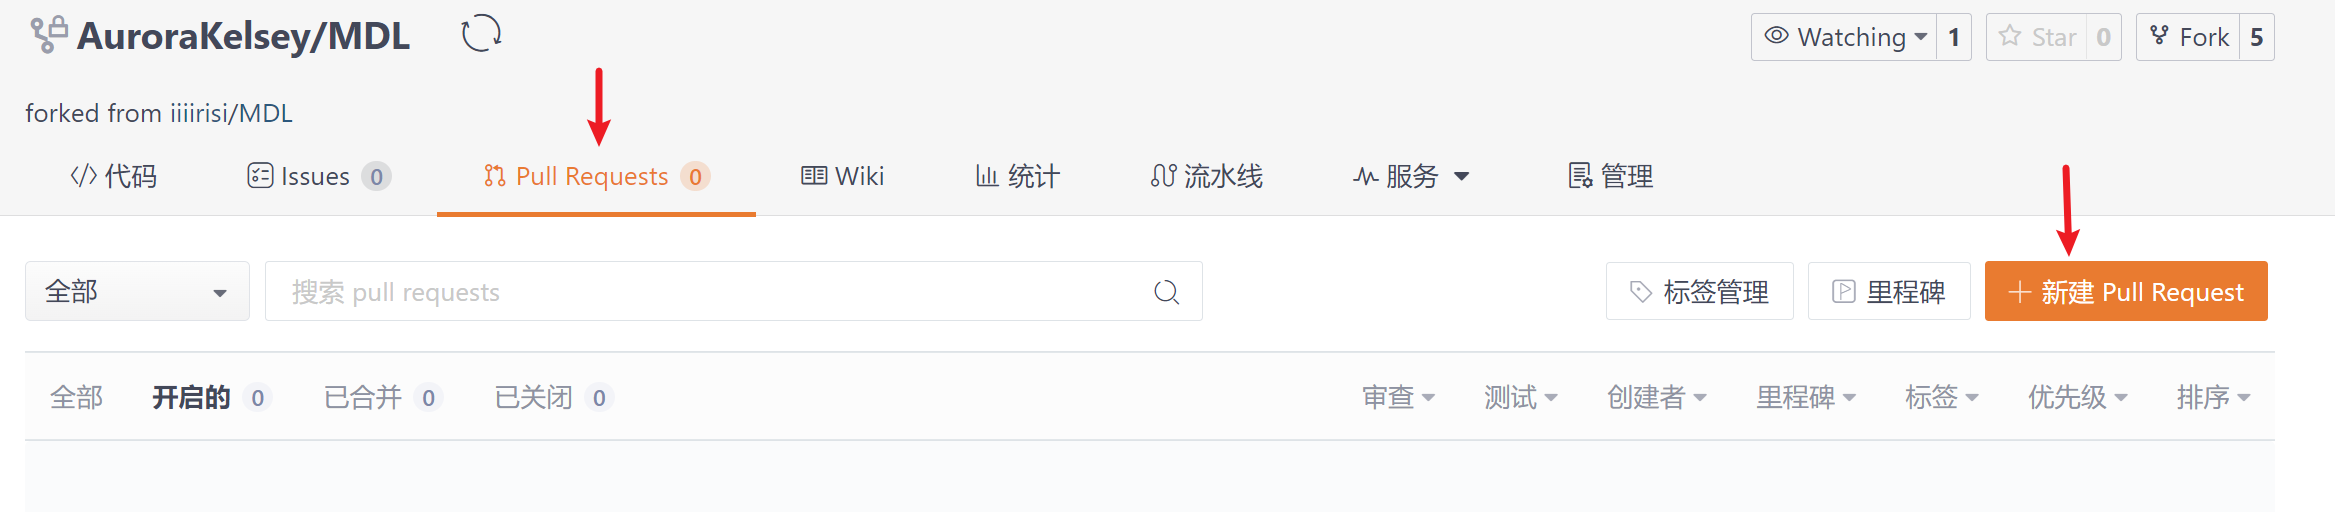 AuroraKelsey/MDL
Watching 1 Star 0 Fork 5
forked from iiiirisi/MDL
代码 Issues 0 Pull Requests 0 Wiki 统计 流水线 服务 管理
全部 搜索 pull requests 标签管理 里程碑 新建 Pull Request
全部 开启的 0 已合并 0 已关闭 0 审查 测试 创建者 里程碑 标签 优先级 排序